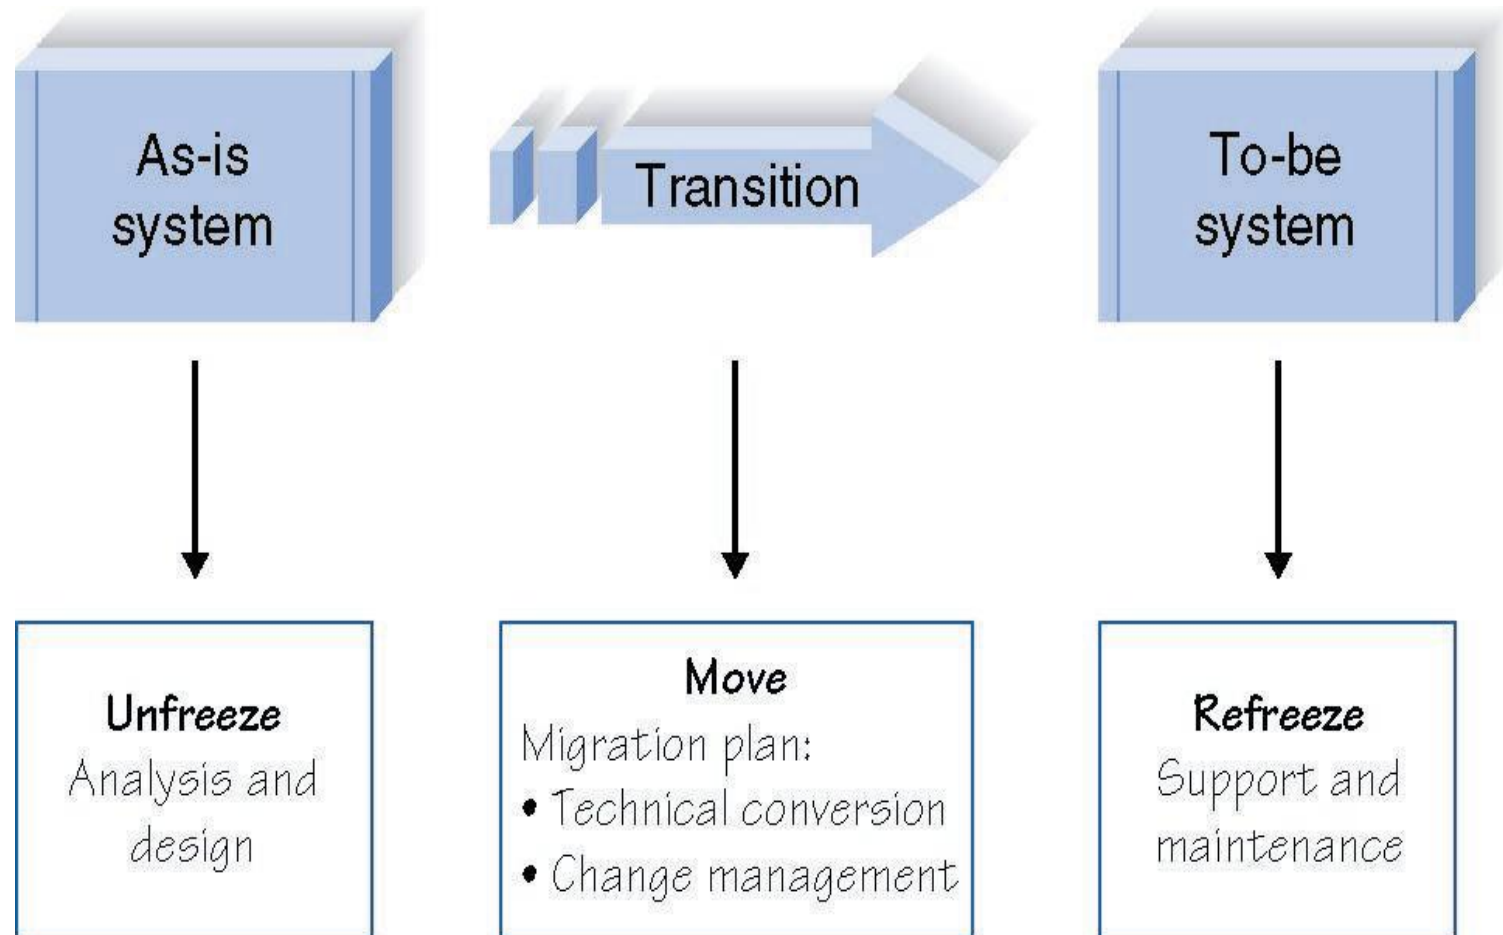 As-is
system
Transition
To-be
system
Unfreeze
Analysis and
design
Move
Migration plan:
• Technical conversion
• Change management
Refreeze
Support and
maintenance